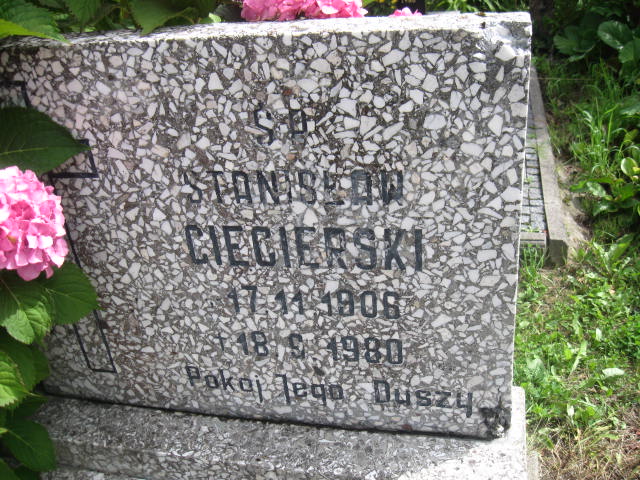 Ś.P.
STANISŁAW
CIECIERSKI
17.11.1906
+18.9.1980
Pokój Jego Duszy